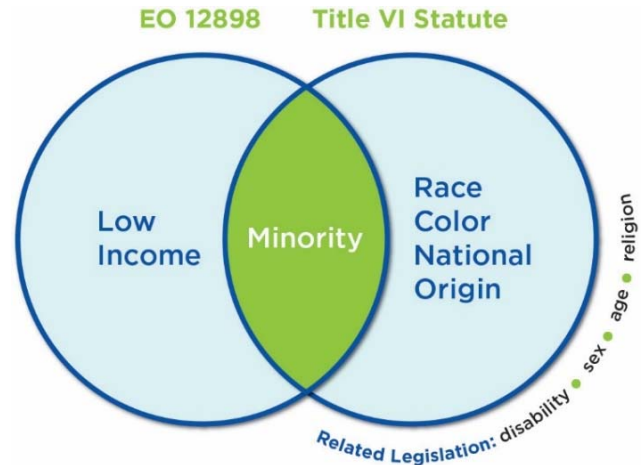 EO 12898
Title VI Statute
Low
Income
Minority
Race
Color
National
Origin
Related Legislation: disability • sex • age • religion